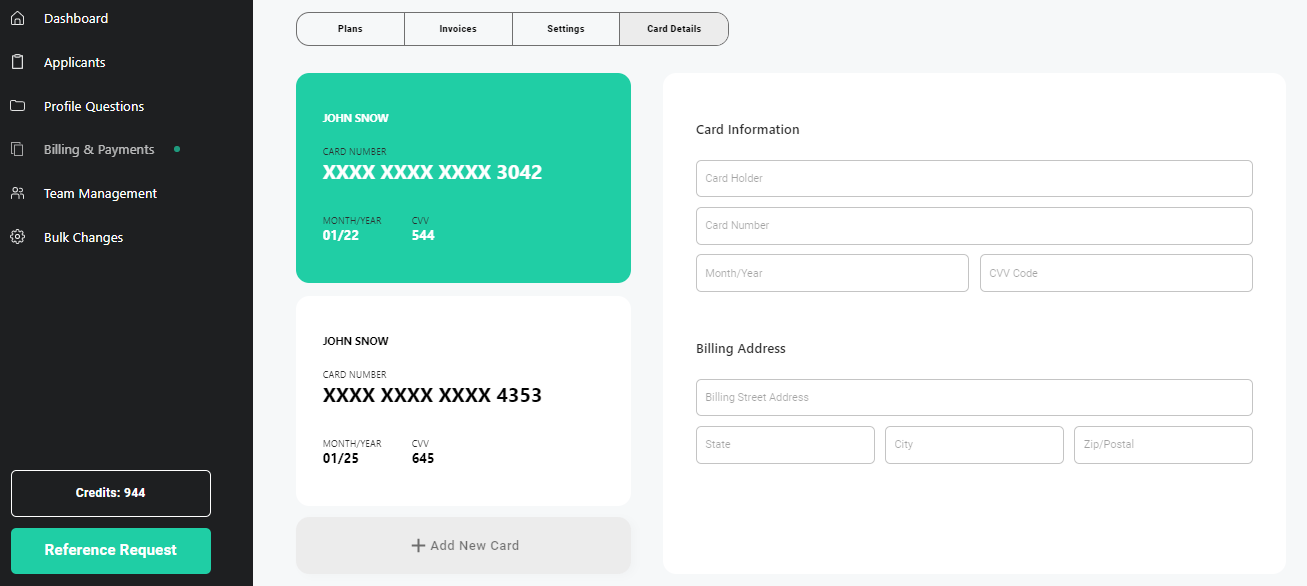 Dashboard
Applicants
Profile Questions
Billing & Payments
Team Management
Bulk Changes
Credits: 944
Reference Request
Plans
Invoices
Settings
Card Details
JOHN SNOW
CARD NUMBER
XXXX XXXX XXXX 3042
MONTH/YEAR CVV
01/22 544
JOHN SNOW
CARD NUMBER
XXXX XXXX XXXX 4353
MONTH/YEAR CVV
01/25 645
Add New Card
Card Information
Card Holder
Card Number
Month/Year CVV Code
Billing Address
Billing Street Address
State City Zip/Postal